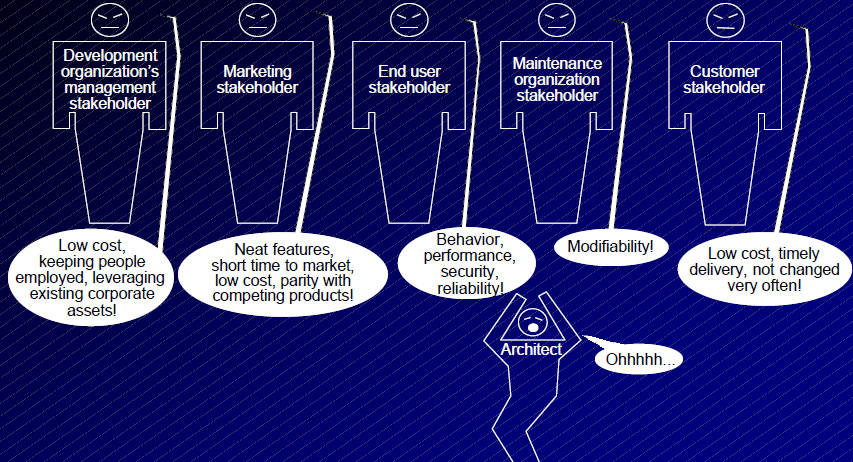 Development
organization's
management
stakeholder
Marketing
stakeholder
End user
stakeholder
Maintenance
organization
stakeholder
Customer
stakeholder
Low cost,
keeping people
employed, leveraging
existing corporate
assets!
Neat features,
short time to market,
low cost, parity with
competing products!
Behavior,
performance,
security,
reliability!
Modifiability!
Low cost, timely
delivery, not changed
very often!
Architect
Ohhhhh...